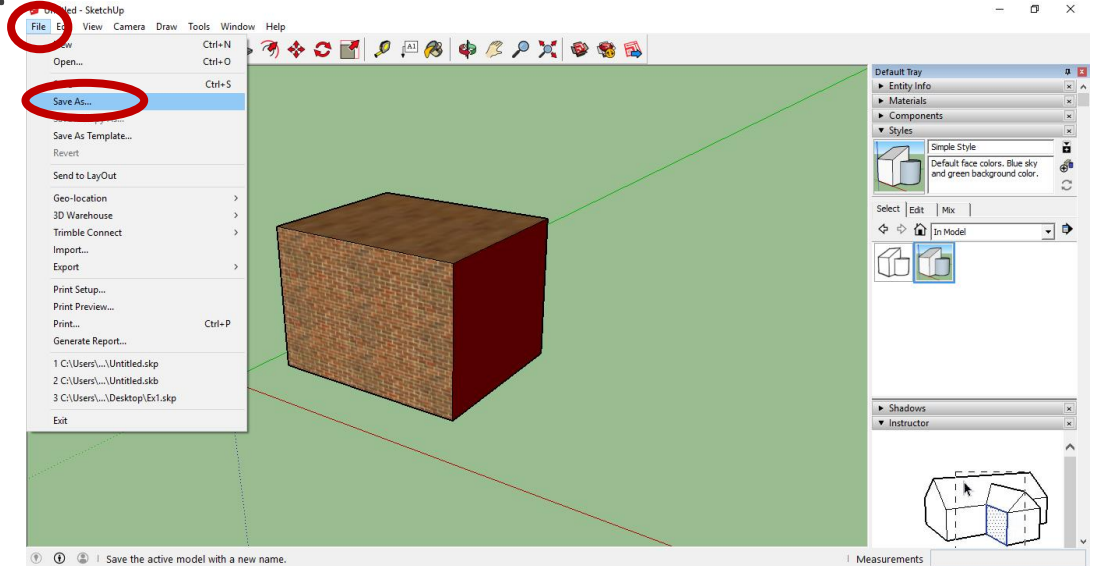 Untitled - SketchUp
File Edit View Camera Draw Tools Window Help
New Ctrl+N
Open... Ctrl+O
Ctrl+S
Save As...
Save As Template...
Revert
Send to LayOut
Geo-location
3D Warehouse
Trimble Connect
Import...
Export
Print Setup...
Print Preview...
Print... Ctrl+P
Generate Report...
1 C:\Users\...\Untitled.skp
2 C:\Users\...\Untitled.skb
3 C:\Users\...\Desktop\Ex1.skp
Exit
A1
Default Tray
Entity Info
Materials
Components
Styles
Simple Style
Default face colors. Blue sky
and green background color.
Select Edit Mix
In Model
Shadows
Instructor
Save the active model with a new name.
Measurements